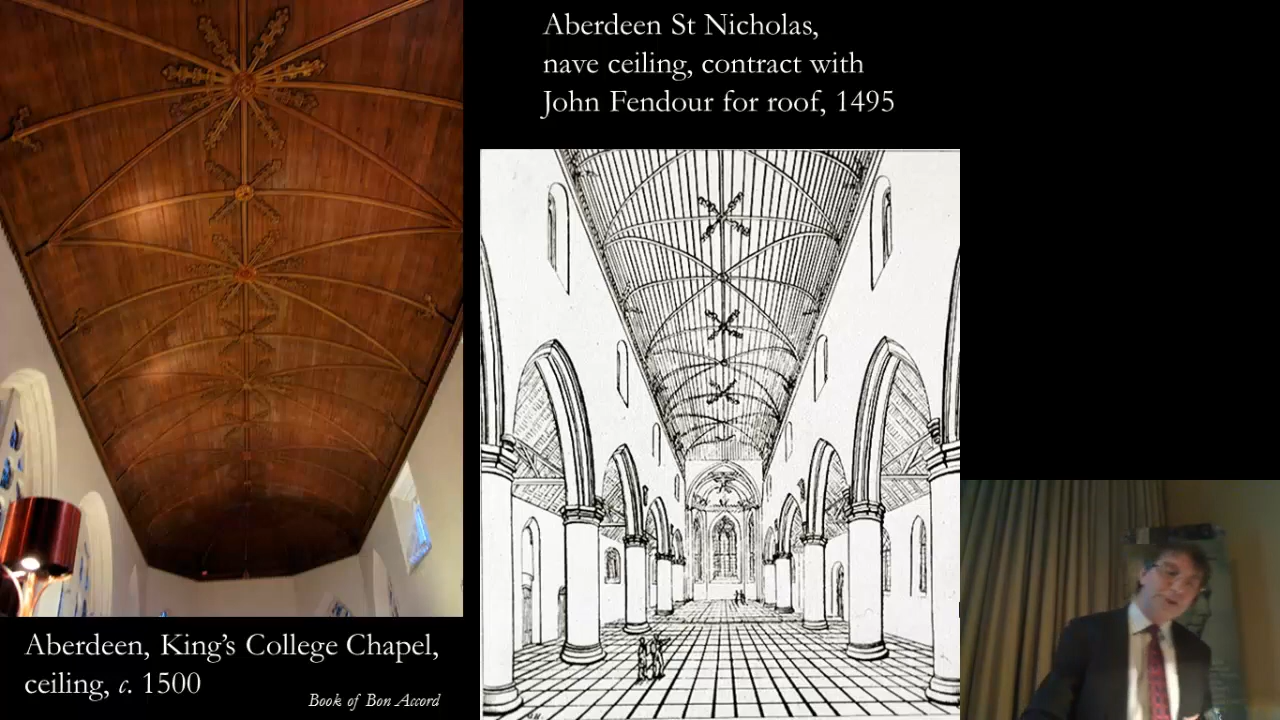 Aberdeen St Nicholas,
nave ceiling, contract with
John Fendour for roof, 1495
Aberdeen, King's College Chapel,
ceiling, c. 1500
Book of Bon Accord